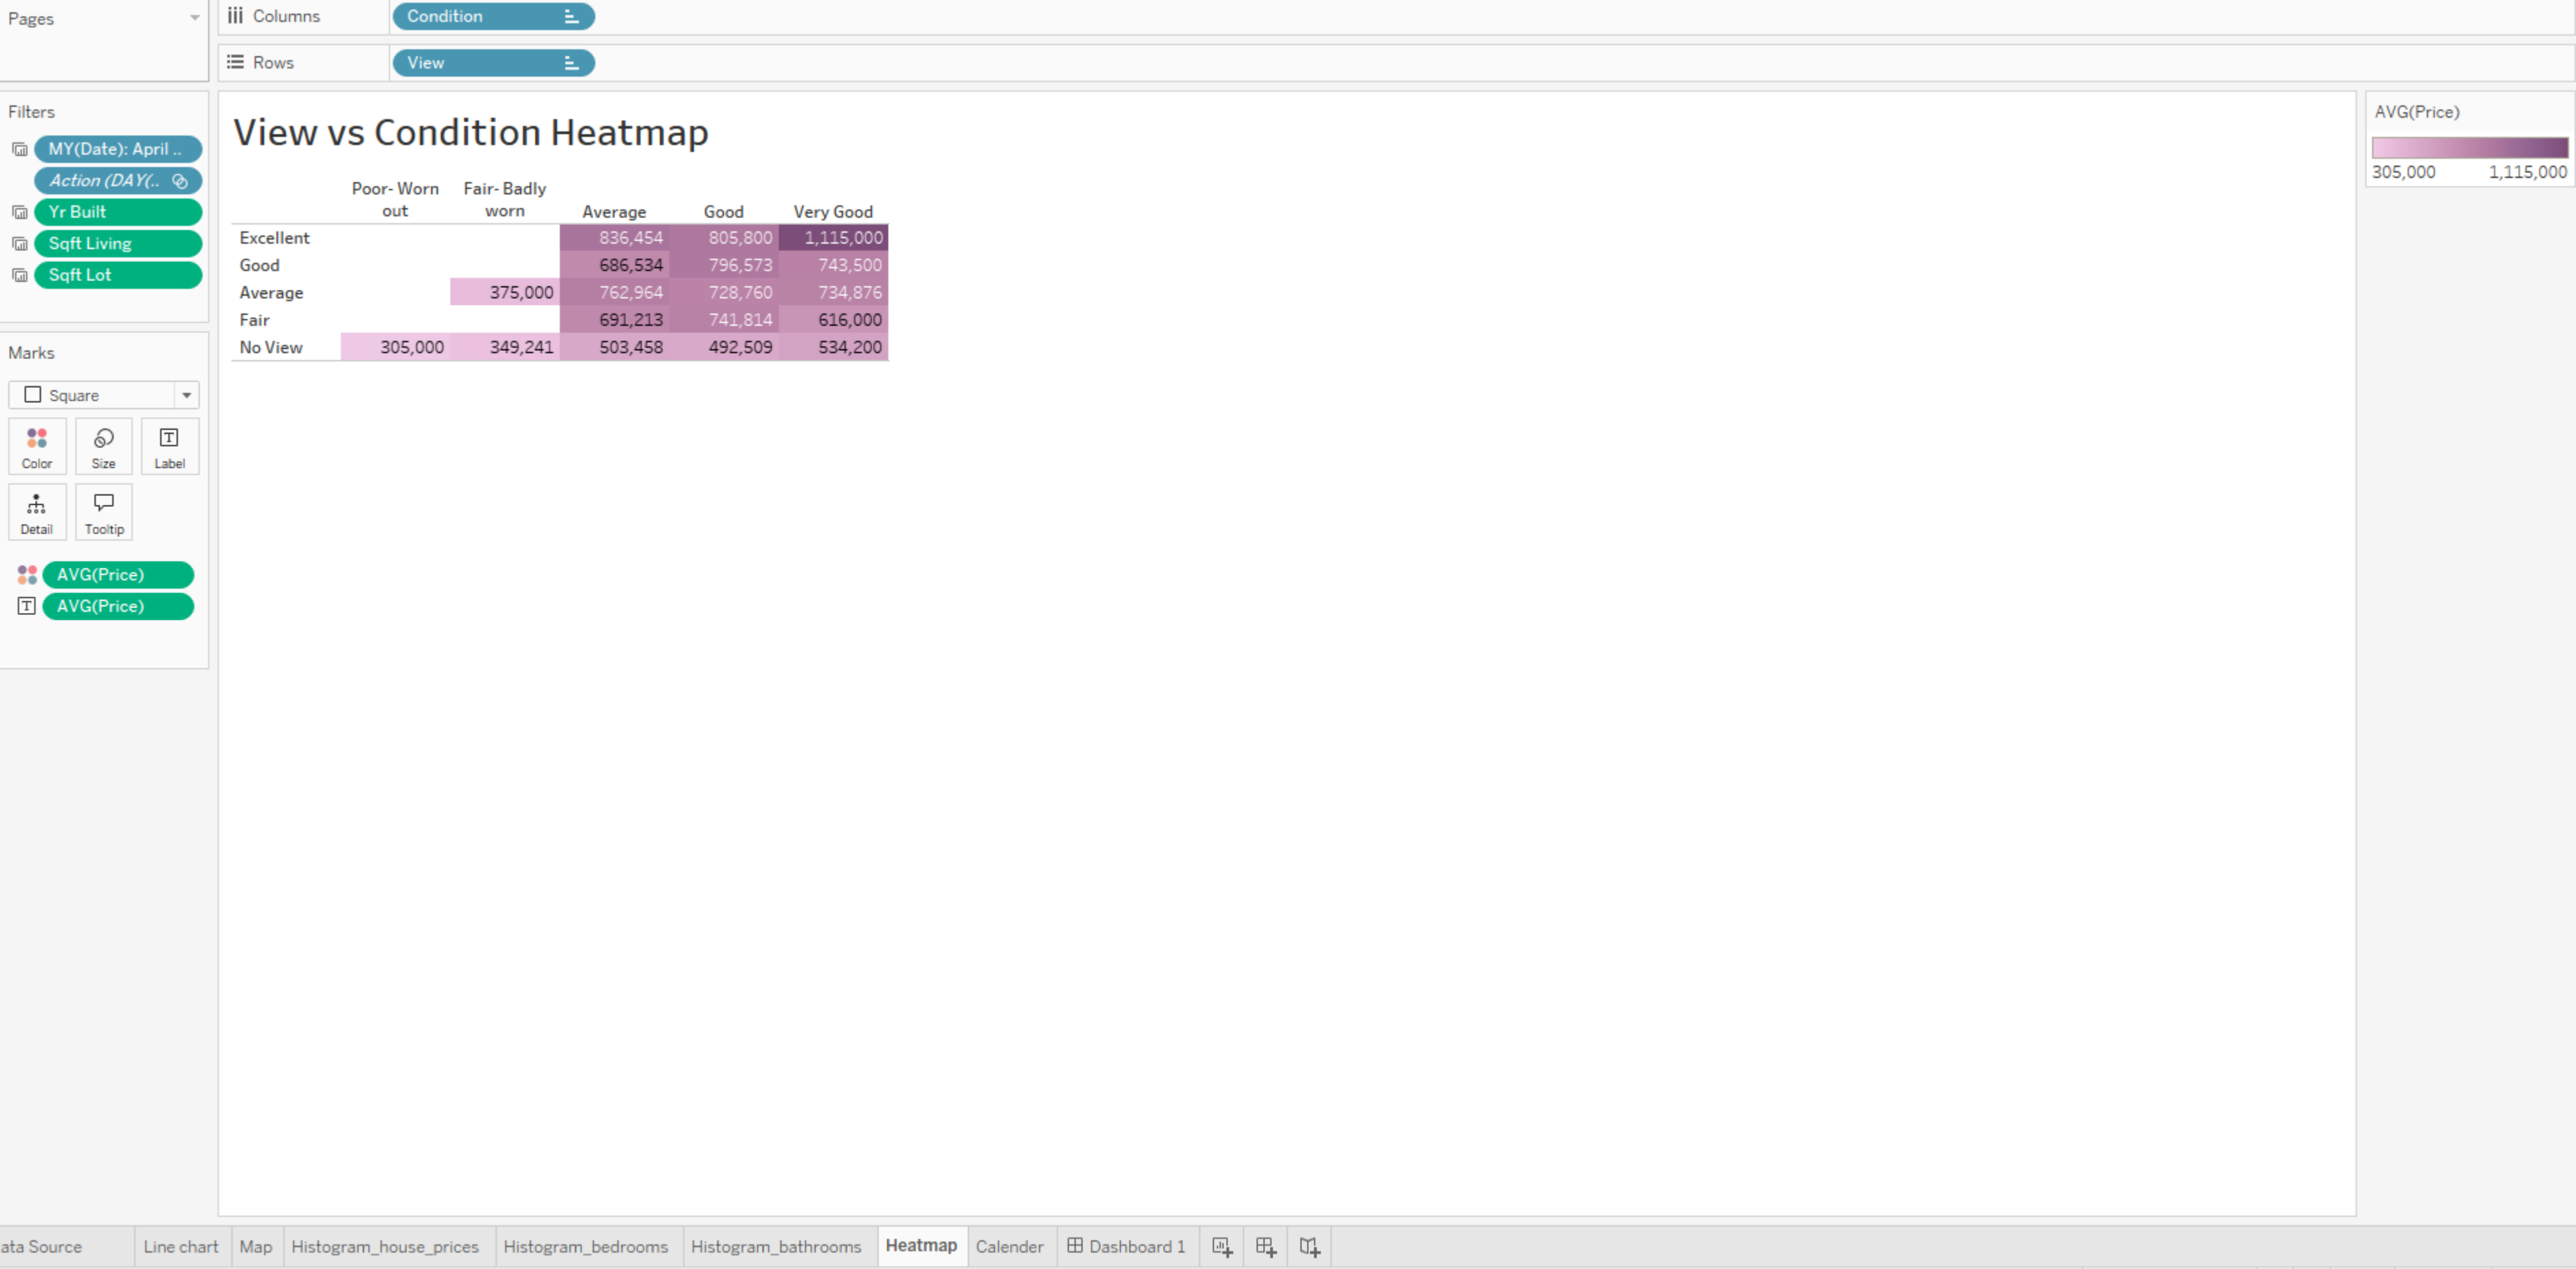 Pages
Columns
Condition
Rows
View
Filters
MY(Date): April ..
Action (DAY(..
Yr Built
Sqft Living
Sqft Lot
Marks
Square
Color Size Label
Detail Tooltip
AVG(Price)
AVG(Price)
View vs Condition Heatmap
Poor- Worn Fair- Badly
out worn Average Good Very Good
Excellent 836,454 805,800 1,115,000
Good 686,534 796,573 743,500
Average 375,000 762,964 728,760 734,876
Fair 691,213 741,814 616,000
No View 305,000 349,241 503,458 492,509 534,200
AVG(Price)
305,000 1,115,000
ata Source Line chart Map Histogram_house_prices Histogram_bedrooms Histogram_bathrooms Heatmap Calender Dashboard 1